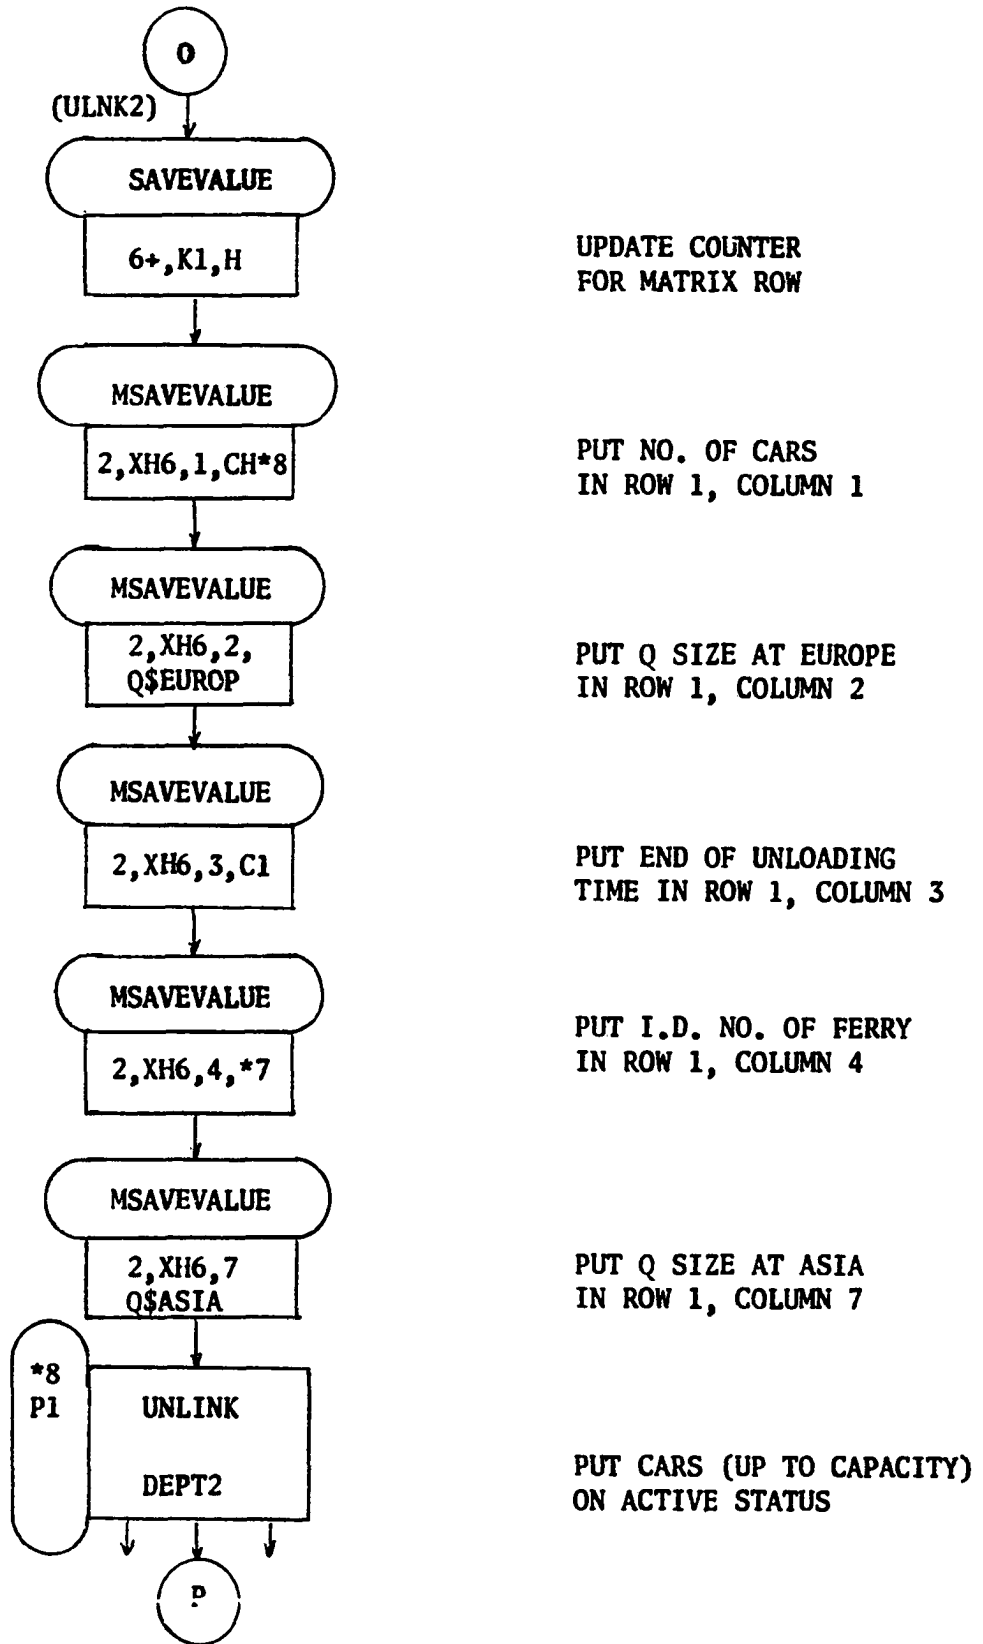 O
(ULNK2)
SAVEVALUE
6+,K1,H
UPDATE COUNTER
FOR MATRIX ROW
MSAVEVALUE
2,XH6,1,CH*8
PUT NO. OF CARS
IN ROW 1, COLUMN 1
MSAVEVALUE
2,XH6,2,
Q$EUROP
PUT Q SIZE AT EUROPE
IN ROW 1, COLUMN 2
MSAVEVALUE
2,XH6,3,C1
PUT END OF UNLOADING
TIME IN ROW 1, COLUMN 3
MSAVEVALUE
2,XH6,4,*7
PUT I.D. NO. OF FERRY
IN ROW 1, COLUMN 4
MSAVEVALUE
2,XH6,7
Q$ASIA
PUT Q SIZE AT ASIA
IN ROW 1, COLUMN 7
*8
P1
UNLINK
DEPT2
PUT CARS (UP TO CAPACITY)
ON ACTIVE STATUS
P